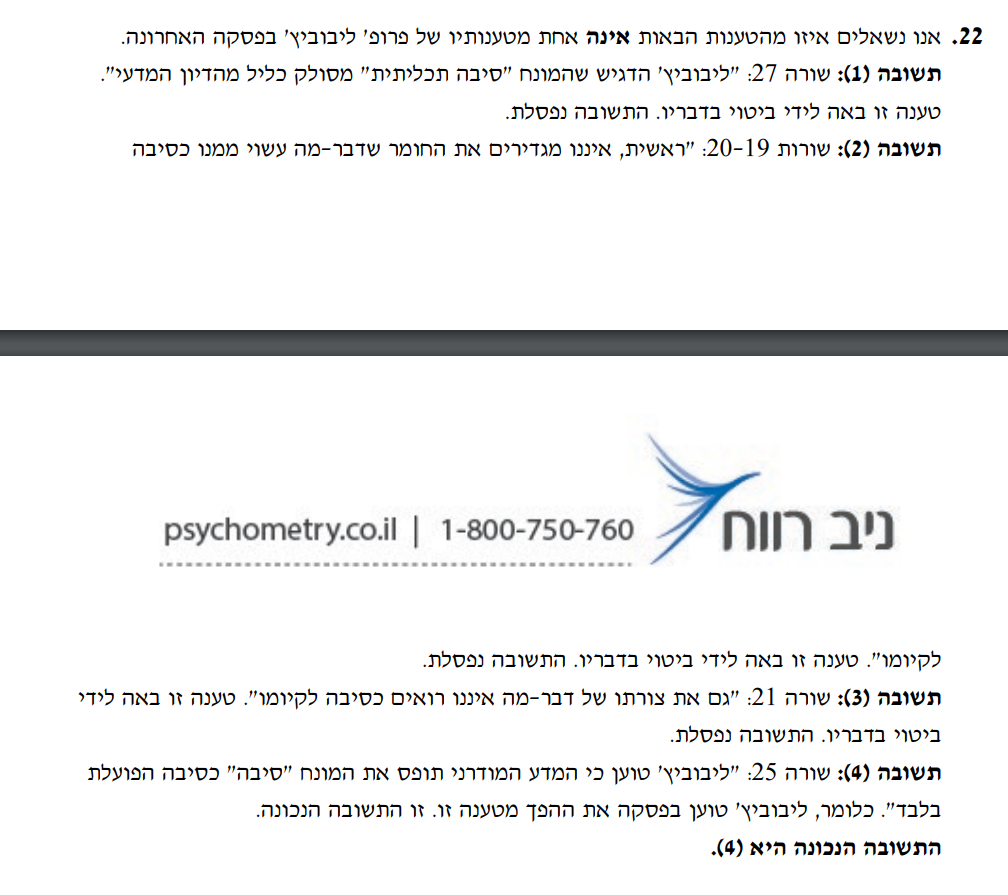 22. אנו נשאלים איזו מהטענות הבאות אינה אחת מטענותיו של פרופ' ליבוביץ' בפסקה האחרונה.
תשובה (1): שורה 27: "ליבוביץ' הדגיש שהמונח "סיבה תכליתית" מסולק כליל מהדיון המדעי".
טענה זו באה לידי ביטוי בדבריו. התשובה נפסלת.
תשובה (2): שורות 20-19: "ראשית, איננו מגדירים את החומר שדבר-מה עשוי ממנו כסיבה
ניב רווח
psychometry.co.il | 1-800-750-760
לקיומו". טענה זו באה לידי ביטוי בדבריו. התשובה נפסלת.
תשובה (3): שורה 21: "גם את צורתו של דבר-מה איננו רואים כסיבה לקיומו". טענה זו באה לידי
ביטוי בדבריו. התשובה נפסלת.
תשובה (4): שורה 25: "ליבוביץ' טוען כי המדע המודרני תופס את המונח "סיבה" כסיבה הפועלת
בלבד". כלומר, ליבוביץ' טוען בפסקה את ההפך מטענה זו. זו התשובה הנכונה.
התשובה הנכונה היא (4).